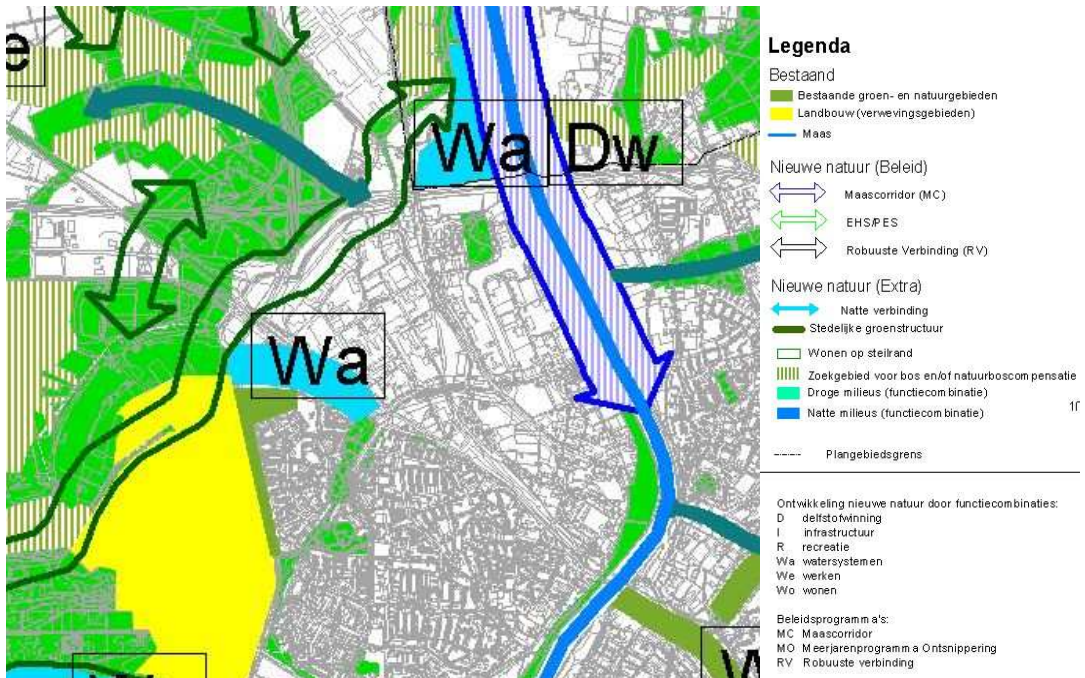 e
Wa
Dw
Wa
W
Legenda
Bestaand
Bestaande groen- en natuurgebieden
Landbouw (verwevingsgebieden)
Maas
Nieuwe natuur (Beleid)
Maascorridor (MC)
EHS/PES
Robuuste Verbinding (RV)
Nieuwe natuur (Extra)
Natte verbinding
Stedelijke groenstructuur
Wonen op steilrand
Zoekgebied voor bos en/of natuurboscompensatie
Droge milieus (functiecombinatie)
Natte milieus (functiecombinatie)
Plangebiedsgrens
Ontwikkeling nieuwe natuur door functiecombinaties:
D delfstofwinning
I infrastructuur
R recreatie
Wa watersystemen
We werken
Wo wonen
Beleidsprogramma's:
MC Maascorridor
MO Meerjarenprogramma Ontsnippering
RV Robuuste verbinding